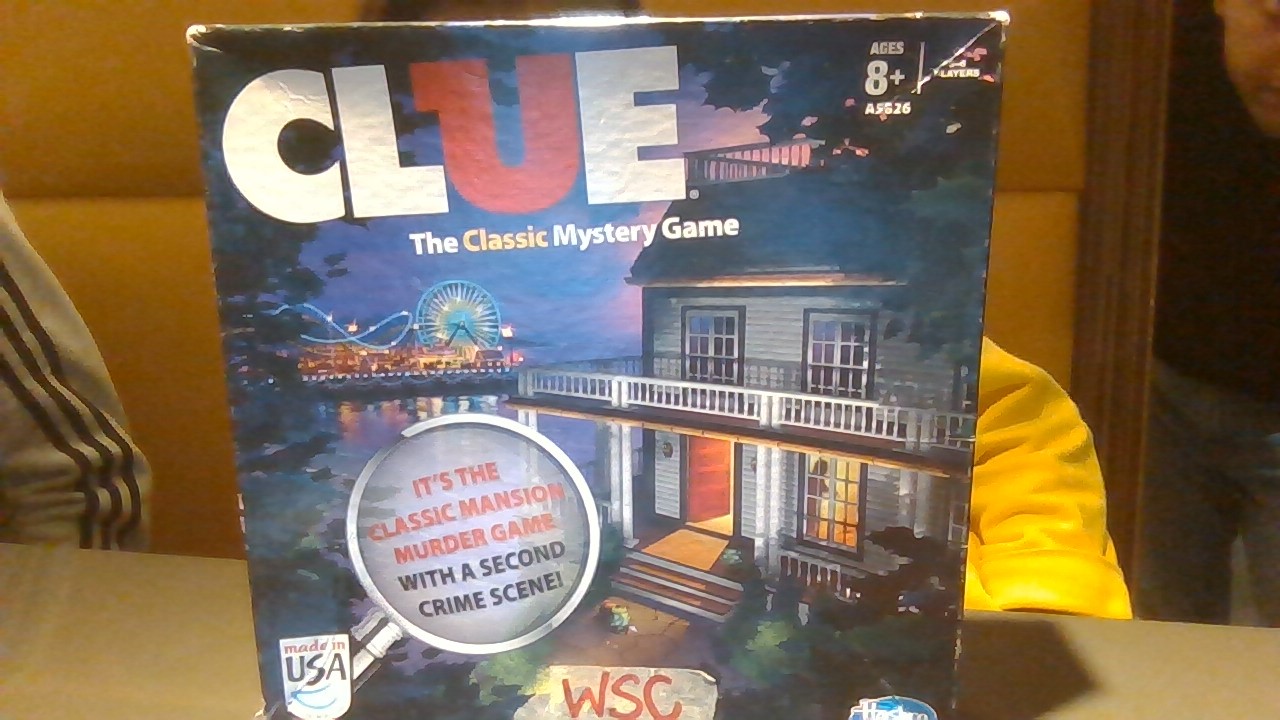 CLUE
AGES
8+
A5826
The Classic Mystery Game
IT'S THE
CLASSIC MANSION
MURDER GAME
WITH A SECOND
CRIME SCENE!
made in
USA
WSC